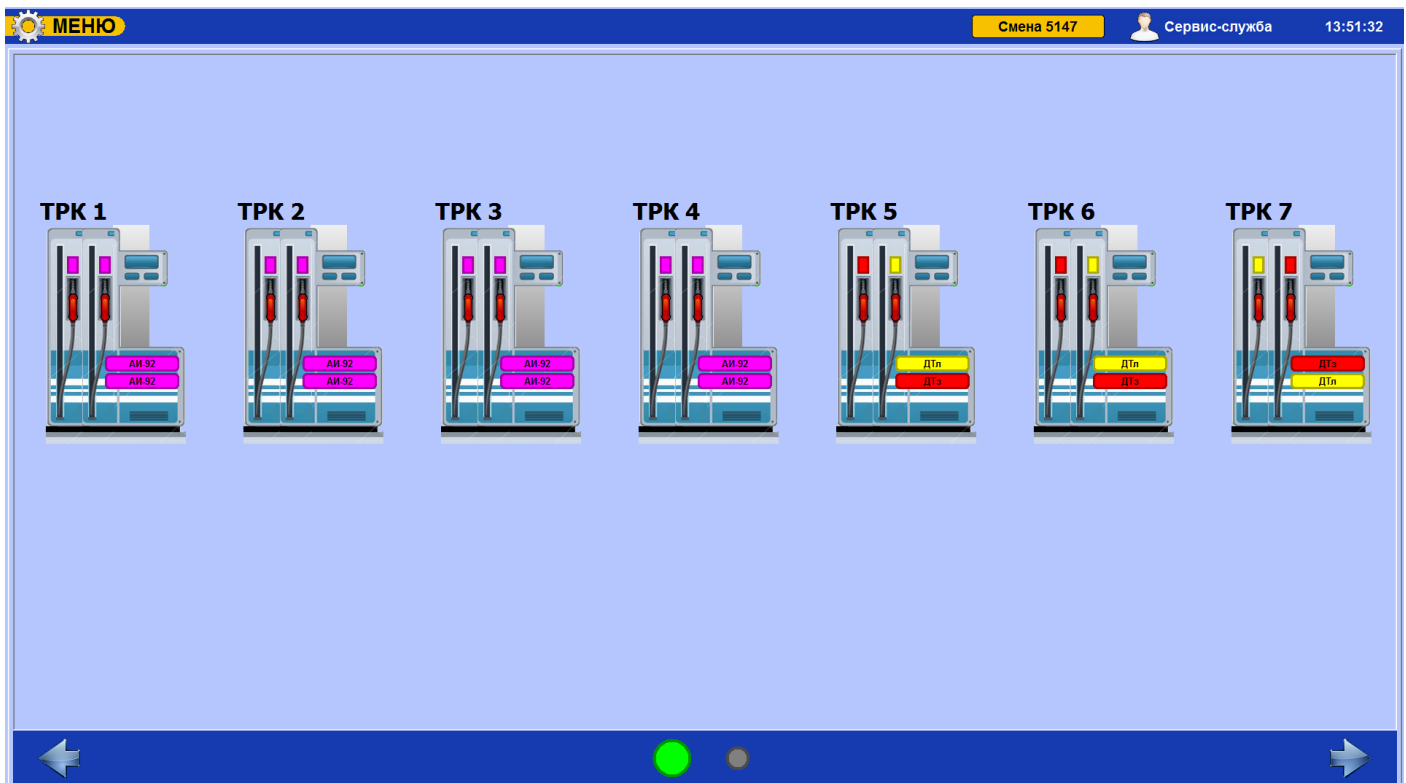 МЕНЮ
Смена 5147
Сервис-служба
13:51:32
ТРК 1
ТРК 2
ТРК 3
ТРК 4
ТРК 5
ТРК 6
ТРК 7
АИ-92
АИ-92
АИ-92
АИ-92
ДТл
ДТл
ДТз
АИ-92
АИ-92
АИ-92
АИ-92
ДТз
ДТз
ДТл